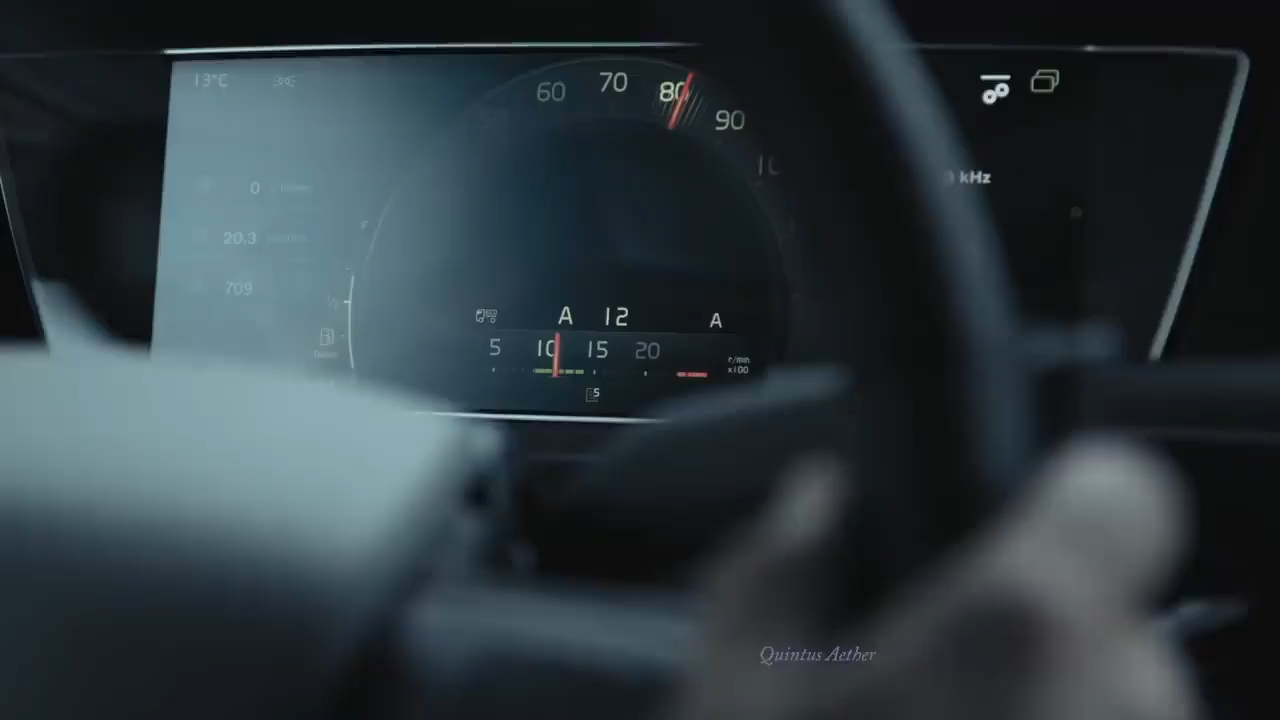 13°C
60 70 80 90
kHz
0
20.3
709
A 12 A
5 10 15 20
r/min
x100
5
Quintus Aether